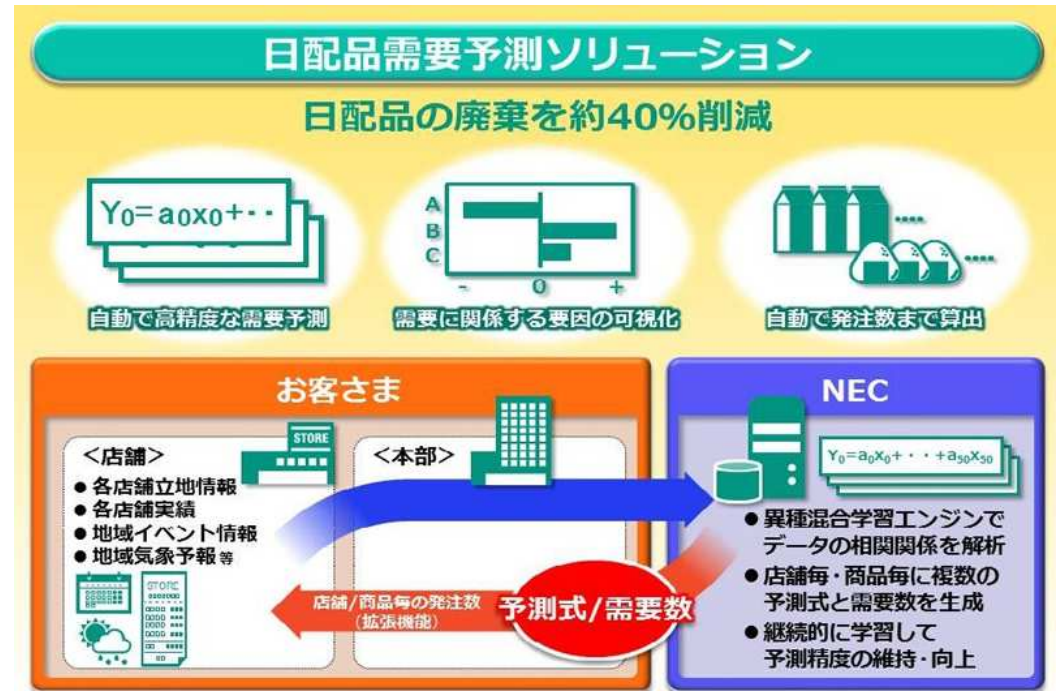 日配品需要予測ソリューション
日配品の廃棄を約40%削減
Y₀=a₀x₀+・・
A
B
C
- 0 +
自動で高精度な需要予測
需要に関係する要因の可視化
自動で発注数まで算出
お客さま
STORE
<店舗>
●各店舗立地情報
●各店舗実績
●地域イベント情報
●地域気象予報 等
STORE
<本部>
店舗/商品毎の発注数
(拡張機能)
予測式/需要数
NEC
Y₀=a₀x₀+・・+a₅₀x₅₀
●異種混合学習エンジンで
データの相関関係を解析
●店舗毎・商品毎に複数の
予測式と需要数を生成
●継続的に学習して
予測精度の維持・向上